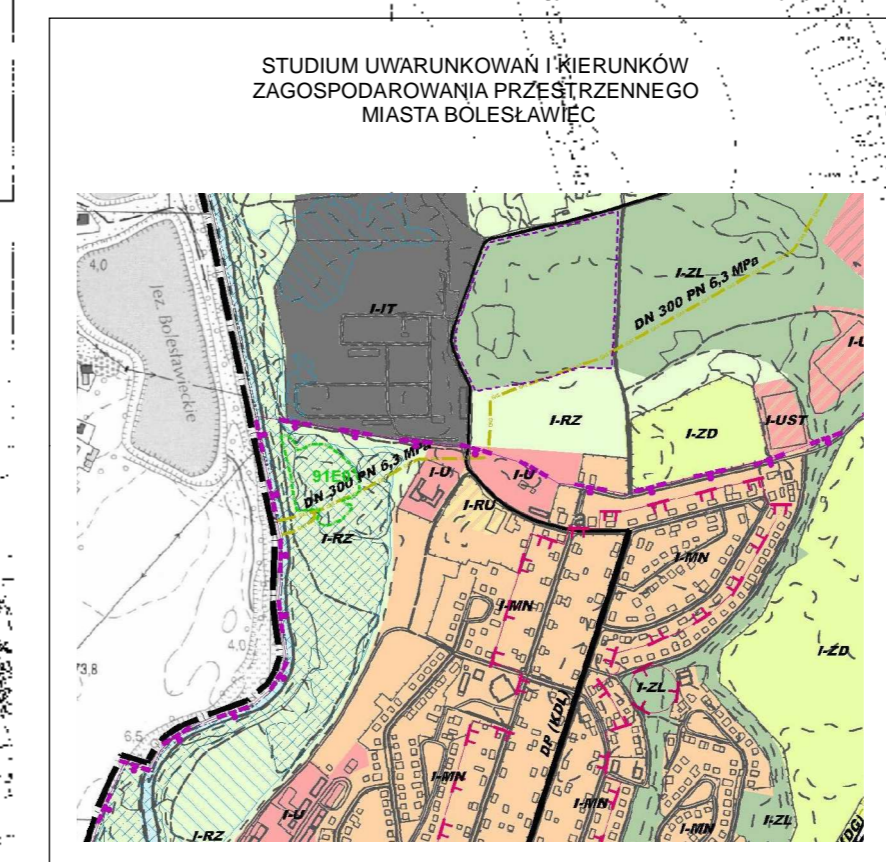 STUDIUM UWARUNKOWAŃ I KIERUNKÓW
ZAGOSPODAROWANIA PRZESTRZENNEGO
MIASTA BOLESŁAWIEC
4,0
Jez. Bolesławieckie
I-IT
I-ZL
DN 300 PN 6,3 MPa
I-RZ
I-ZD
I-UST
91E0
DN 300 PN 6,3 MPa
I-U
I-U
I-RU
I-RZ
I-MN
I-MN
4,0
73,8
I-ZD
I-ZL
DP (KDL)
6,5
I-MN
I-MN
I-U
I-MN
I-ZL
I-RZ